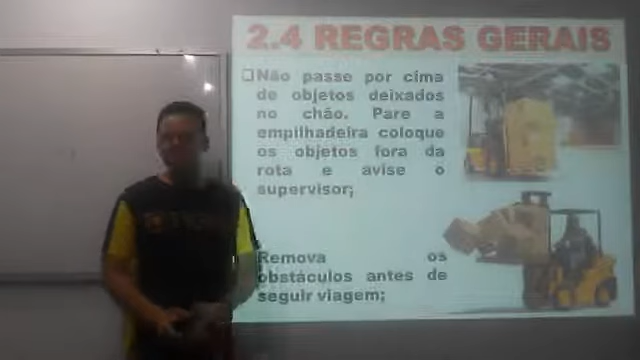 2.4 REGRAS GERAIS
Não passe por cima
de objetos deixados
no chão. Pare a
empilhadeira coloque
os objetos fora da
rota e avise o
supervisor;
Remova os
obstáculos antes de
seguir viagem;